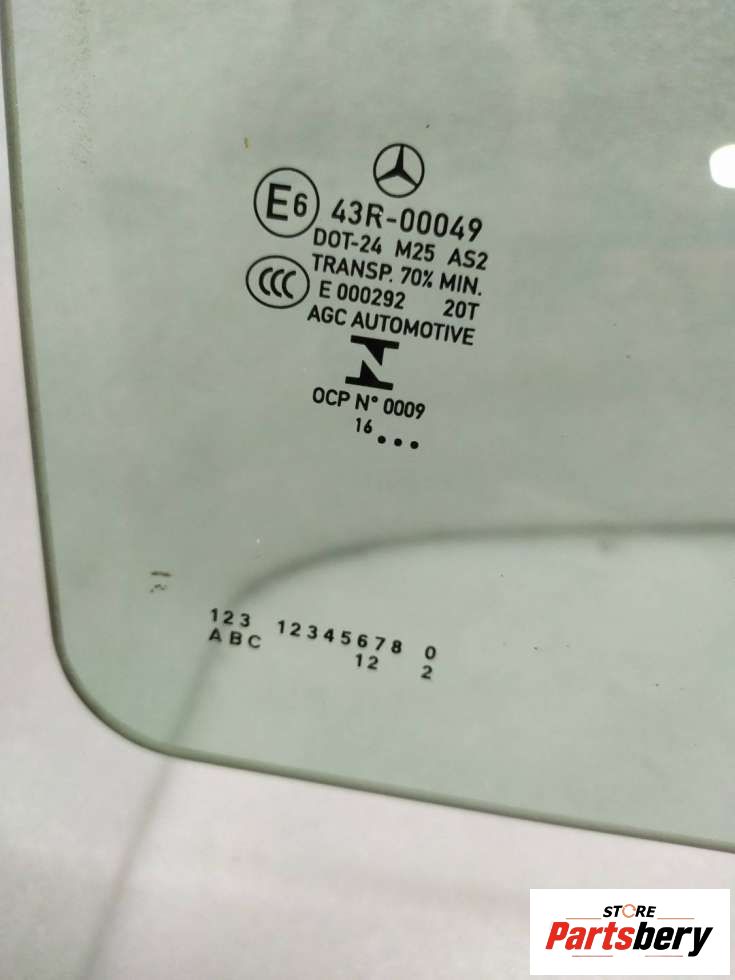 E6 43R-00049
DOT-24 M25 AS2
TRANSP. 70% MIN.
CCC E 000292 20T
AGC AUTOMOTIVE
N
OCP N° 0009
16...
123 12345678 0
ABC 12 2
STORE
Partsbery